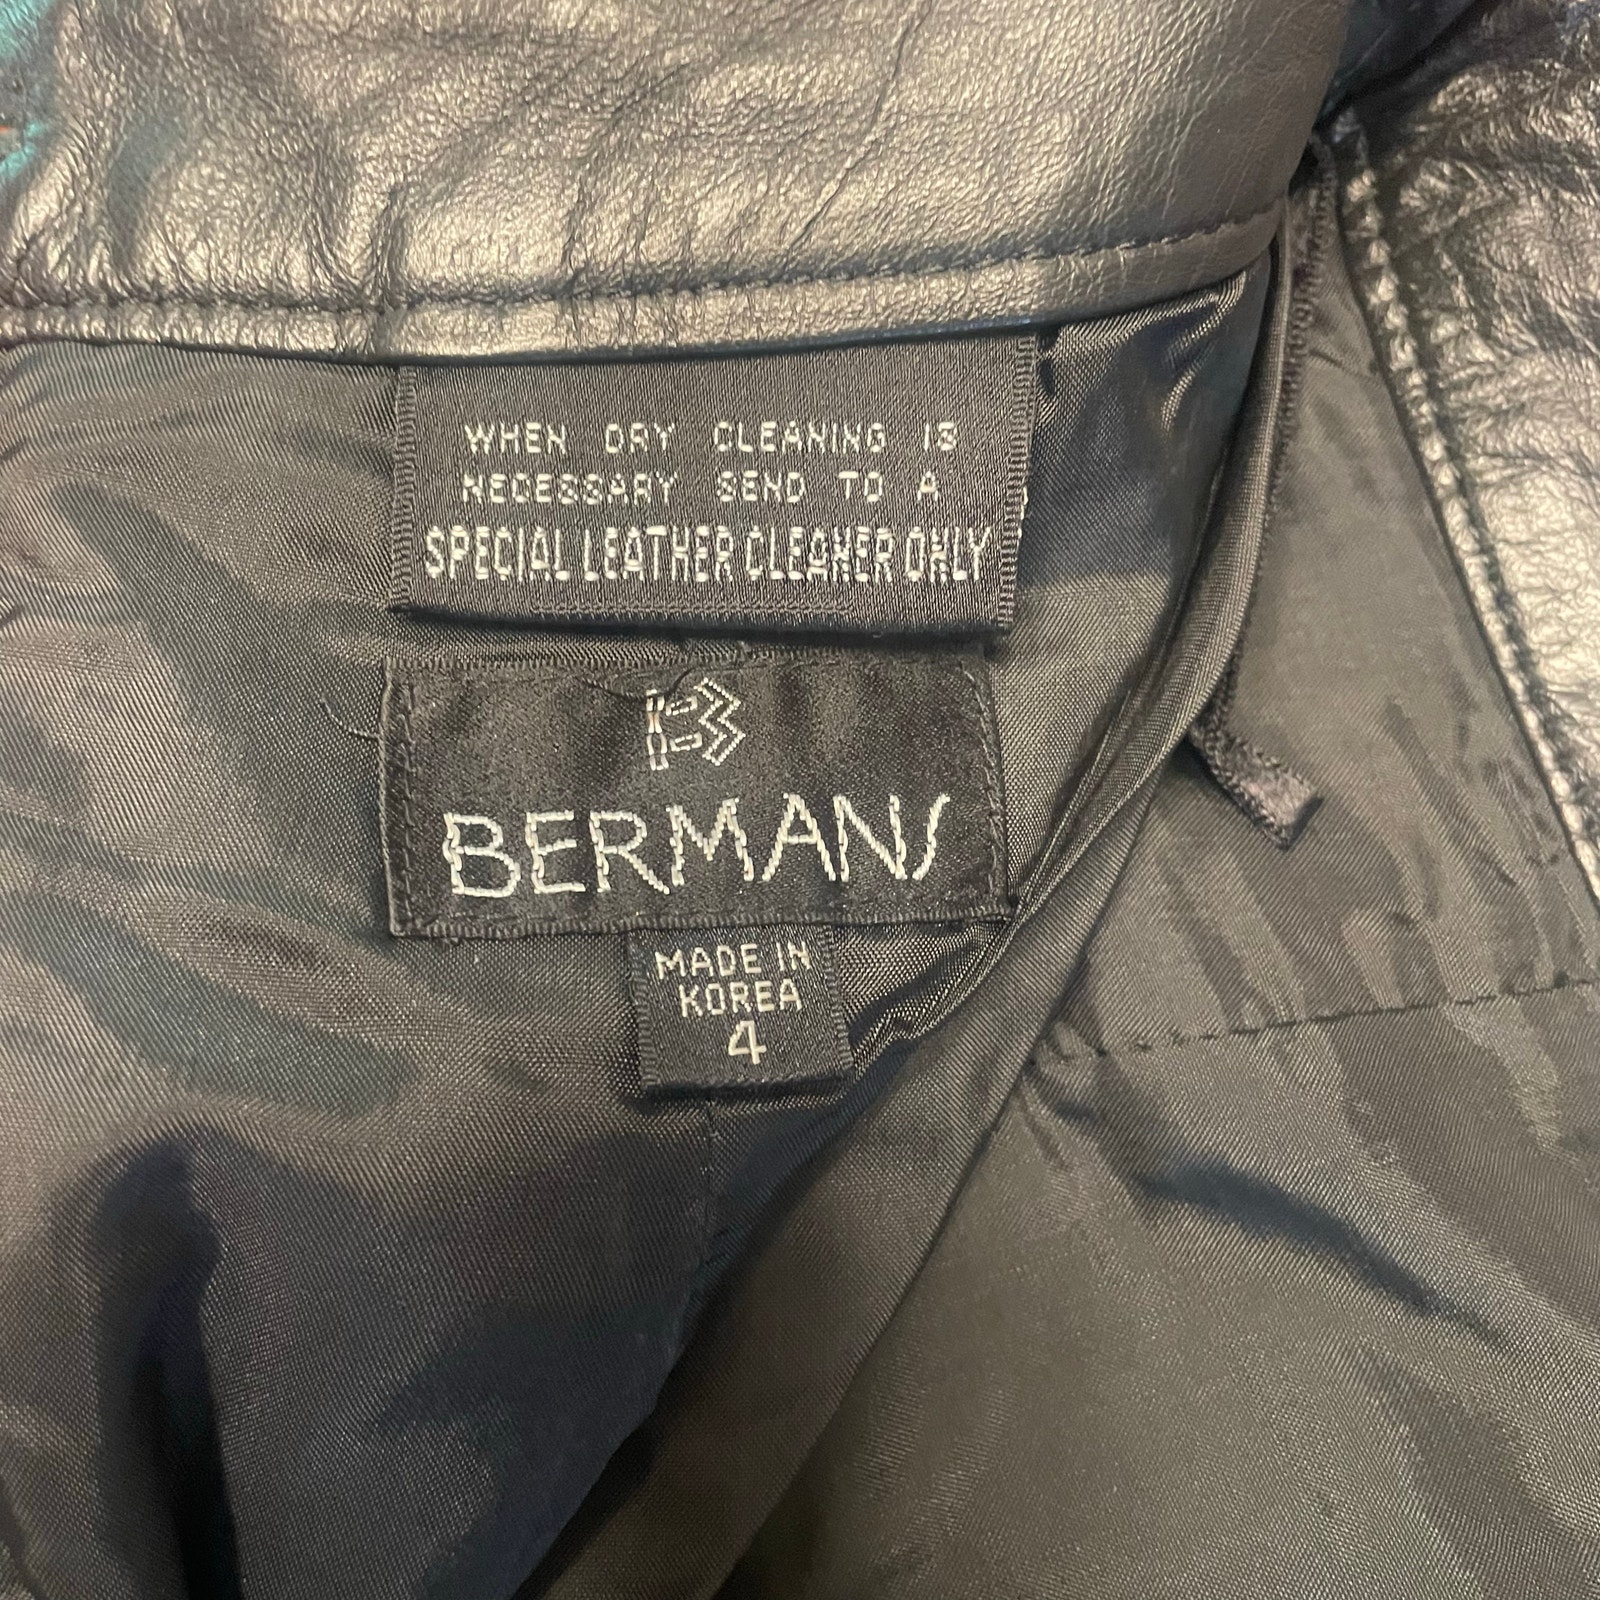 WHEN DRY CLEANING IS
NECESSARY SEND TO A
SPECIAL LEATHER CLEANER ONLY
B
BERMANS
MADE IN
KOREA
4